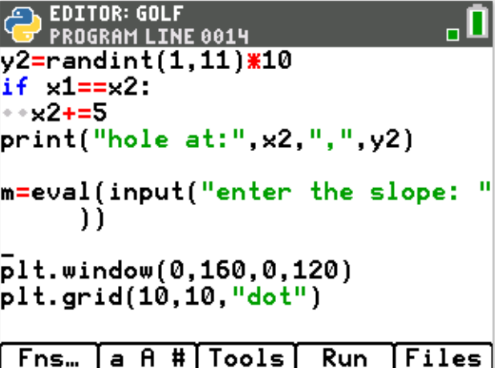 EDITOR: GOLF
PROGRAM LINE 0014
y2=randint(1,11)*10
if x1==x2:
◆◆x2+=5
print("hole at:",x2,",",y2)
m=eval(input("enter the slope: "
))
_
plt.window(0,160,0,120)
plt.grid(10,10,"dot")
Fns… a A # Tools Run Files